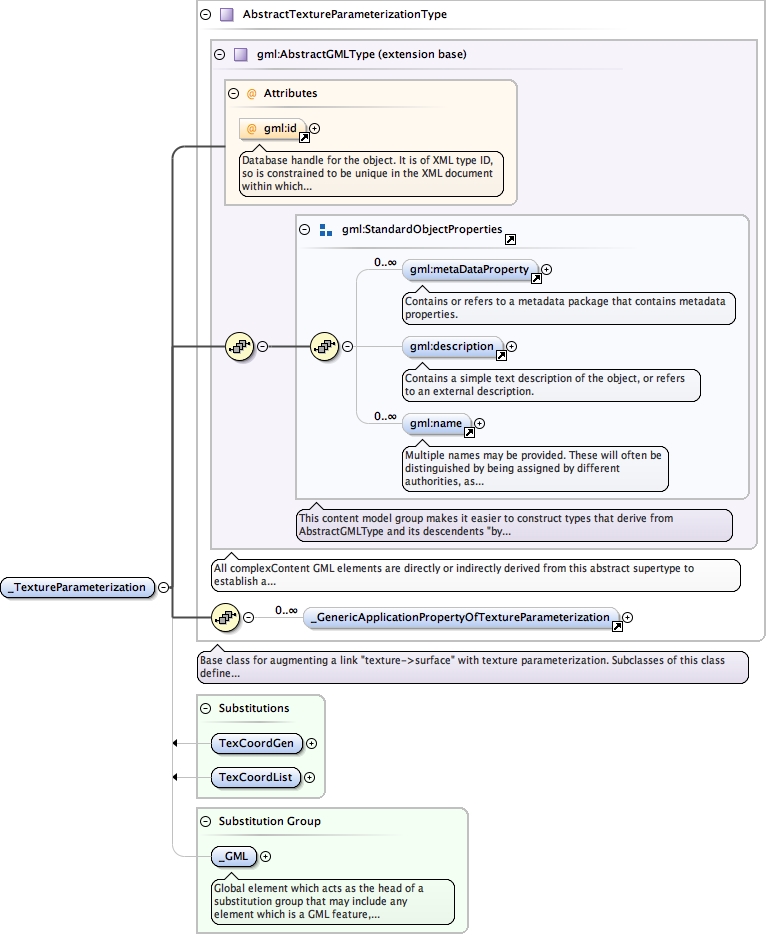 AbstractTextureParameterizationType
gml:AbstractGMLType (extension base)
@ Attributes
@ gml:id
Database handle for the object. It is of XML type ID,
so is constrained to be unique in the XML document
within which...
gml:StandardObjectProperties
0..∞
gml:metaDataProperty
Contains or refers to a metadata package that contains metadata
properties.
gml:description
Contains a simple text description of the object, or refers
to an external description.
0..∞
gml:name
Multiple names may be provided. These will often be
distinguished by being assigned by different
authorities, as...
This content model group makes it easier to construct types that derive from
AbstractGMLType and its descendents "by...
All complexContent GML elements are directly or indirectly derived from this abstract supertype to
establish a...
_TextureParameterization
0..∞
_GenericApplicationPropertyOfTextureParameterization
Base class for augmenting a link "texture->surface" with texture parameterization. Subclasses of this class
define...
Substitutions
TexCoordGen
TexCoordList
Substitution Group
_GML
Global element which acts as the head of a
substitution group that may include any
element which is a GML feature,...